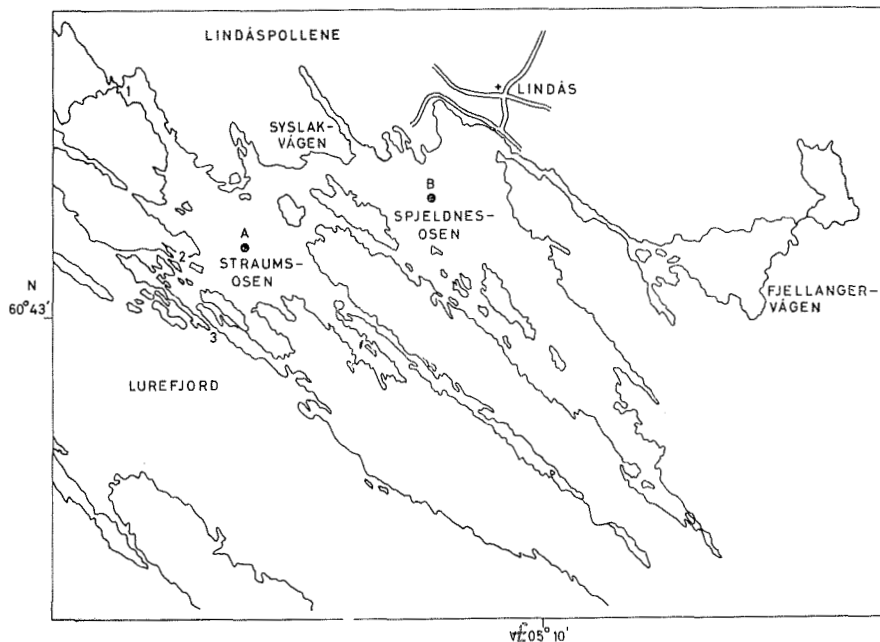 LINDÅSPOLLENE
LINDÅS
1
SYSLAK-
VÅGEN
B
SPJELDNES-
OSEN
A
STRAUMS-
OSEN
2
FJELLANGER-
VÅGEN
N
60°43'
3
LUREFJORD
05°10'